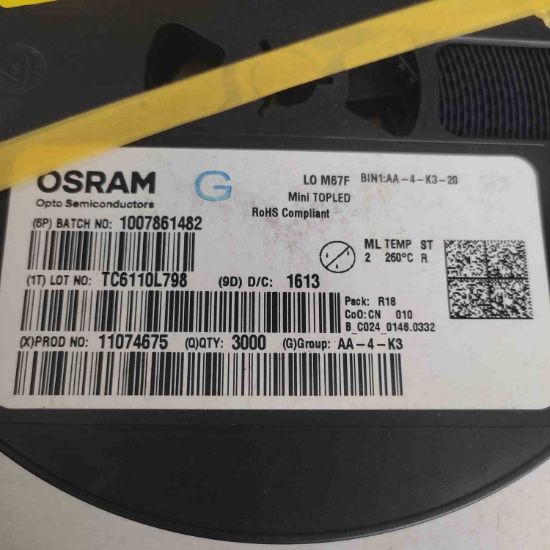 OSRAM
Opto Semiconductors
G
LO M67F BIN1:AA-4-K3-20
Mini TOPLED
RoHS Compliant
(6P) BATCH NO: 1007861482
ML TEMP ST
2 260°C R
(1T) LOT NO: TC6110L798 (9D) D/C: 1613
Pack: R18
CoO:CN 010
B_C024_0146.0332
(X)PROD NO: 11074675 (Q)QTY: 3000 (G)Group: AA-4-K3